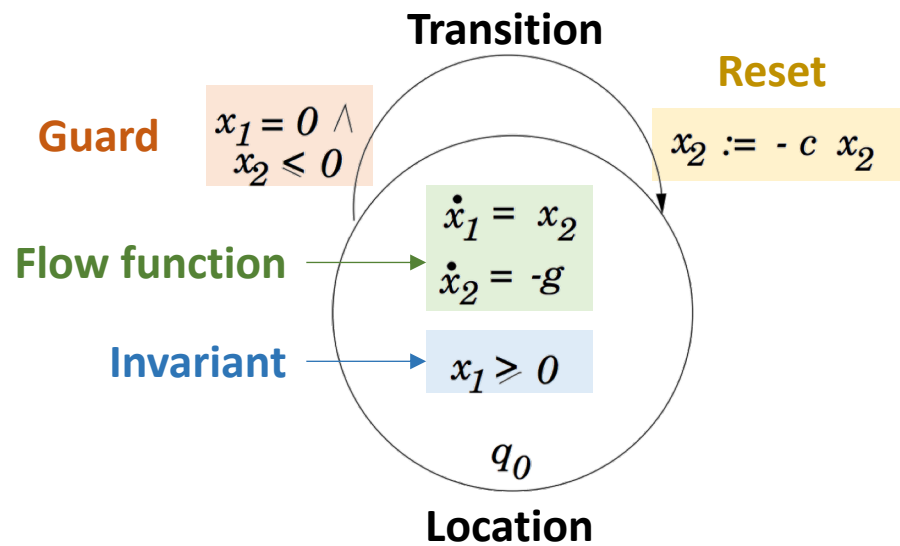 Transition
Reset
Guard
x₁ = 0 ∧
x₂ ⩽ 0
x₂ := - c x₂
ẋ₁ = x₂
Flow function
ẋ₂ = -g
Invariant
x₁ ⩾ 0
q₀
Location